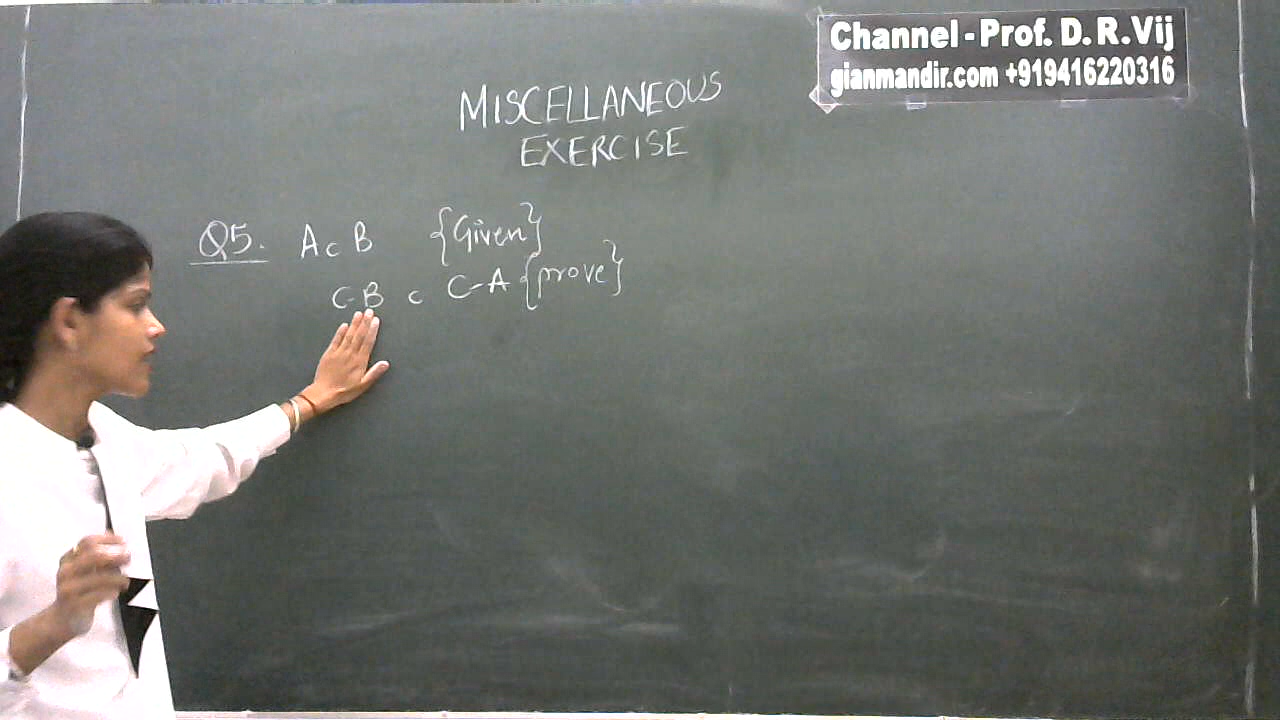 Channel - Prof. D. R. Vij
gianmandir.com +919416220316
MISCELLANEOUS
EXERCISE
Q5. A ⊂ B {Given}
C-B ⊂ C-A {prove}